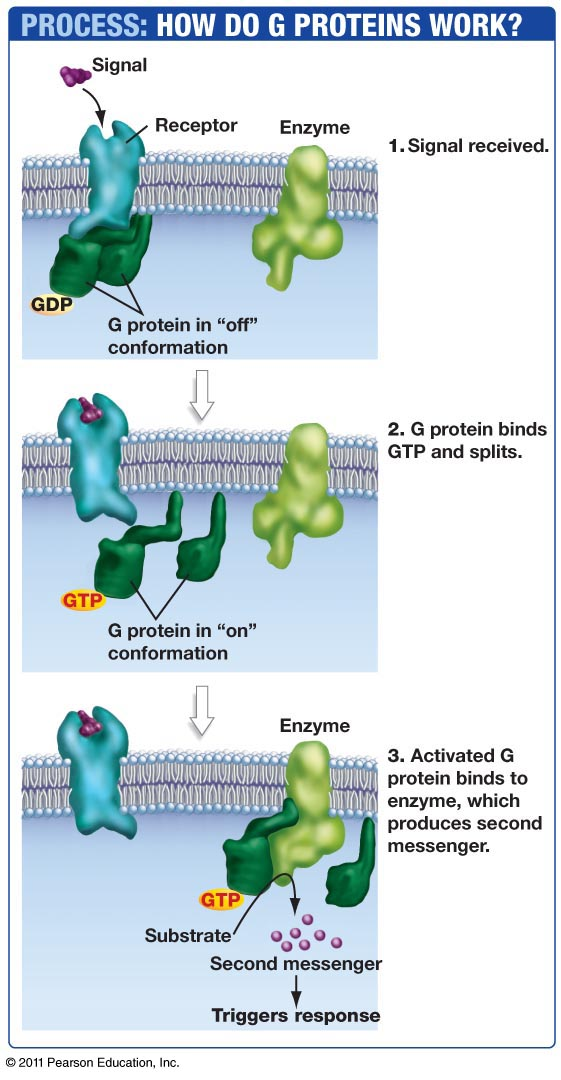 PROCESS: HOW DO G PROTEINS WORK?
Signal
Receptor
Enzyme
1. Signal received.
GDP
G protein in “off”
conformation
2. G protein binds
GTP and splits.
GTP
G protein in “on”
conformation
Enzyme
3. Activated G
protein binds to
enzyme, which
produces second
messenger.
GTP
Substrate
Second messenger
Triggers response
© 2011 Pearson Education, Inc.